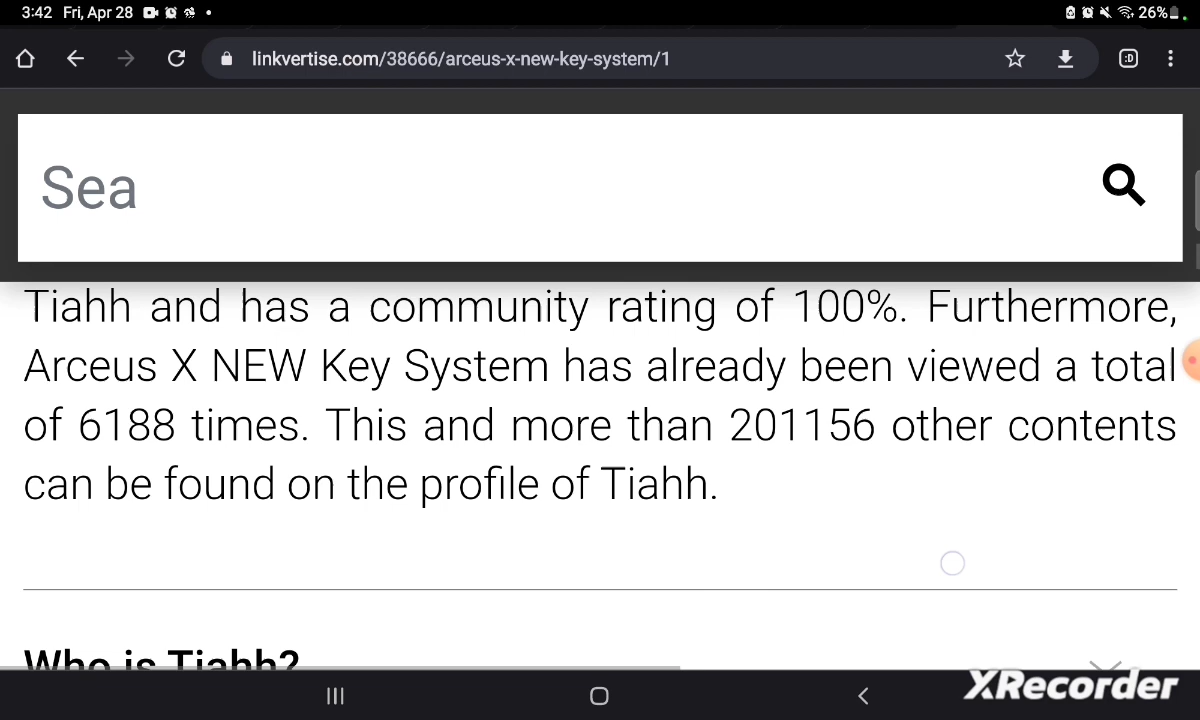 3:42 Fri, Apr 28
26%
linkvertise.com/38666/arceus-x-new-key-system/1
:D
Sea
Tiahh and has a community rating of 100%. Furthermore,
Arceus X NEW Key System has already been viewed a total
of 6188 times. This and more than 201156 other contents
can be found on the profile of Tiahh.
Who is Tiahh?
XRecorder